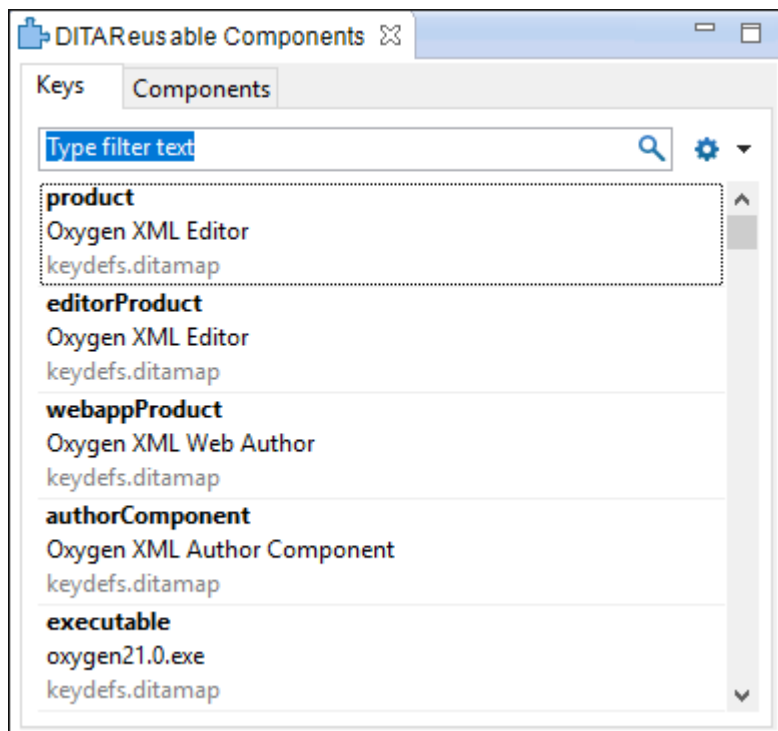 DITAReusable Components
Keys
Components
Type filter text
product
Oxygen XML Editor
keydefs.ditamap
editorProduct
Oxygen XML Editor
keydefs.ditamap
webappProduct
Oxygen XML Web Author
keydefs.ditamap
authorComponent
Oxygen XML Author Component
keydefs.ditamap
executable
oxygen21.0.exe
keydefs.ditamap